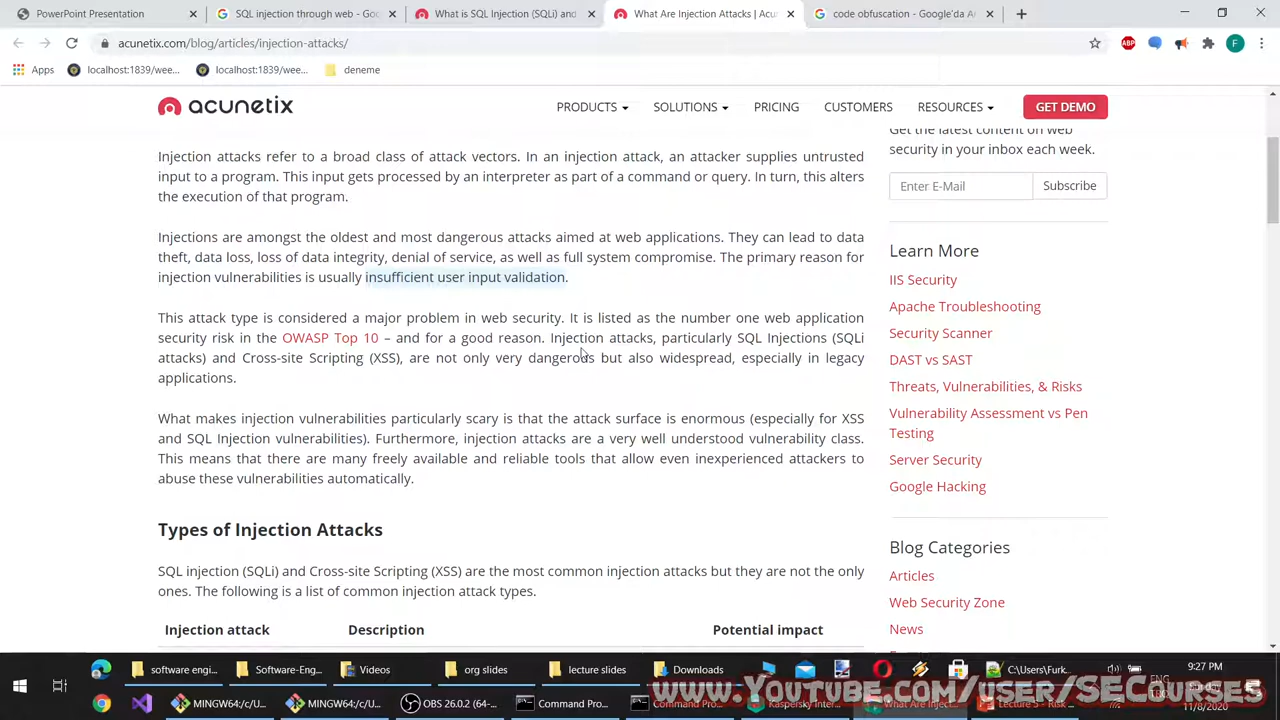 PowerPoint Presentation
SQL injection through web - Goo
What is SQL Injection (SQLi) and
What Are Injection Attacks | Acu
code obfuscation - Google'da Ar
acunetix.com/blog/articles/injection-attacks/
ABP
F
Apps
localhost:1839/wee...
localhost:1839/wee...
deneme
acunetix
PRODUCTS
SOLUTIONS
PRICING
CUSTOMERS
RESOURCES
GET DEMO
Injection attacks refer to a broad class of attack vectors. In an injection attack, an attacker supplies untrusted
input to a program. This input gets processed by an interpreter as part of a command or query. In turn, this alters
the execution of that program.
Injections are amongst the oldest and most dangerous attacks aimed at web applications. They can lead to data
theft, data loss, loss of data integrity, denial of service, as well as full system compromise. The primary reason for
injection vulnerabilities is usually insufficient user input validation.
This attack type is considered a major problem in web security. It is listed as the number one web application
security risk in the OWASP Top 10 – and for a good reason. Injection attacks, particularly SQL Injections (SQLi
attacks) and Cross-site Scripting (XSS), are not only very dangerous but also widespread, especially in legacy
applications.
What makes injection vulnerabilities particularly scary is that the attack surface is enormous (especially for XSS
and SQL Injection vulnerabilities). Furthermore, injection attacks are a very well understood vulnerability class.
This means that there are many freely available and reliable tools that allow even inexperienced attackers to
abuse these vulnerabilities automatically.
Types of Injection Attacks
SQL injection (SQLi) and Cross-site Scripting (XSS) are the most common injection attacks but they are not the only
ones. The following is a list of common injection attack types.
Injection attack
Description
Potential impact
Get the latest content on web
security in your inbox each week.
Enter E-Mail
Subscribe
Learn More
IIS Security
Apache Troubleshooting
Security Scanner
DAST vs SAST
Threats, Vulnerabilities, & Risks
Vulnerability Assessment vs Pen
Testing
Server Security
Google Hacking
Blog Categories
Articles
Web Security Zone
News
software engi...
Software-Eng...
Videos
org slides
lecture slides
Downloads
C:\Users\Furk...
ENG
9:27 PM
11/8/2020
MINGW64:/c/U...
MINGW64:/c/U...
OBS 26.0.2 (64-...
Command Pro...
Command Pro...
Kaspersky Inter...
What Are Inject...
Lecture 5 - Risk ...
www.Youtube.com/user/SECourses